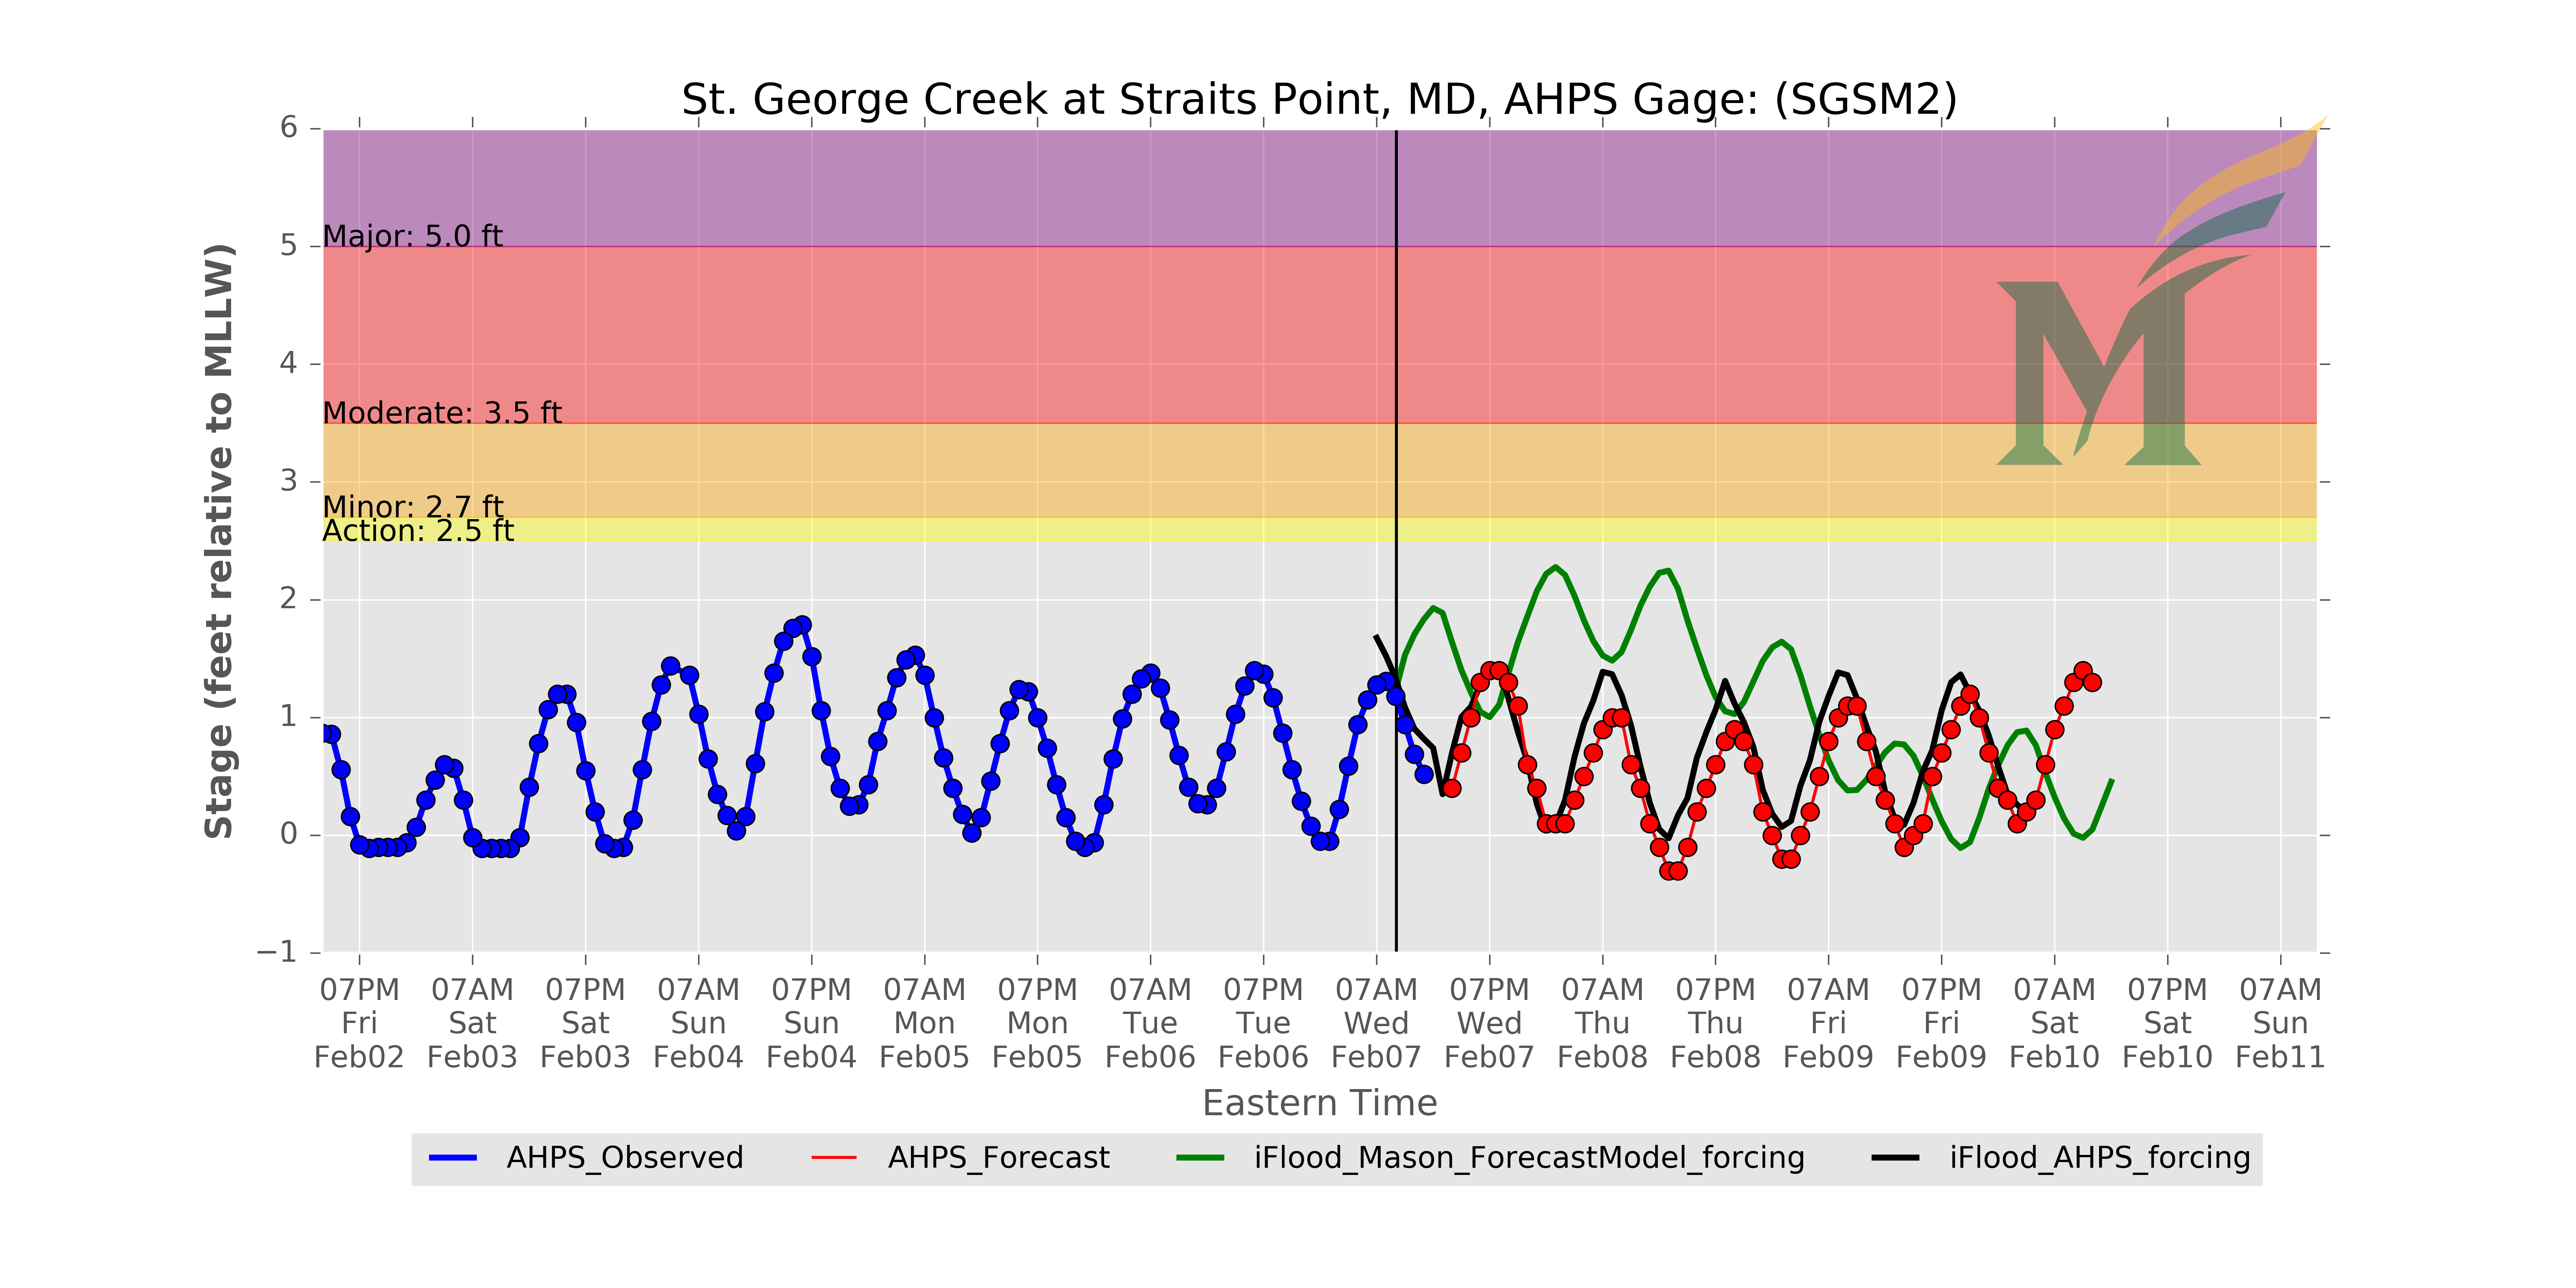 St. George Creek at Straits Point, MD, AHPS Gage: (SGSM2)
Stage (feet relative to MLLW)
6
5
4
3
2
1
0
−1
Major: 5.0 ft
Moderate: 3.5 ft
Minor: 2.7 ft
Action: 2.5 ft
M
07PM 07AM 07PM 07AM 07PM 07AM 07PM 07AM 07PM 07AM 07PM 07AM 07PM 07AM 07PM 07AM 07PM 07AM
Fri Sat Sat Sun Sun Mon Mon Tue Tue Wed Wed Thu Thu Fri Fri Sat Sat Sun
Feb02 Feb03 Feb03 Feb04 Feb04 Feb05 Feb05 Feb06 Feb06 Feb07 Feb07 Feb08 Feb08 Feb09 Feb09 Feb10 Feb10 Feb11
Eastern Time
AHPS_Observed AHPS_Forecast iFlood_Mason_ForecastModel_forcing iFlood_AHPS_forcing